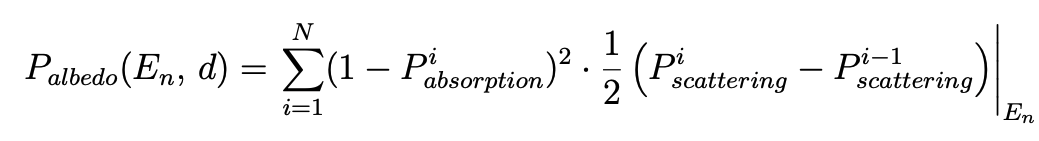 P_{albedo}(E_n, d) = \sum_{i=1}^{N} (1 - P^{i}_{absorption})^2 \cdot \frac{1}{2} \left( P^{i}_{scattering} - P^{i-1}_{scattering} \right) \Big|_{E_n}